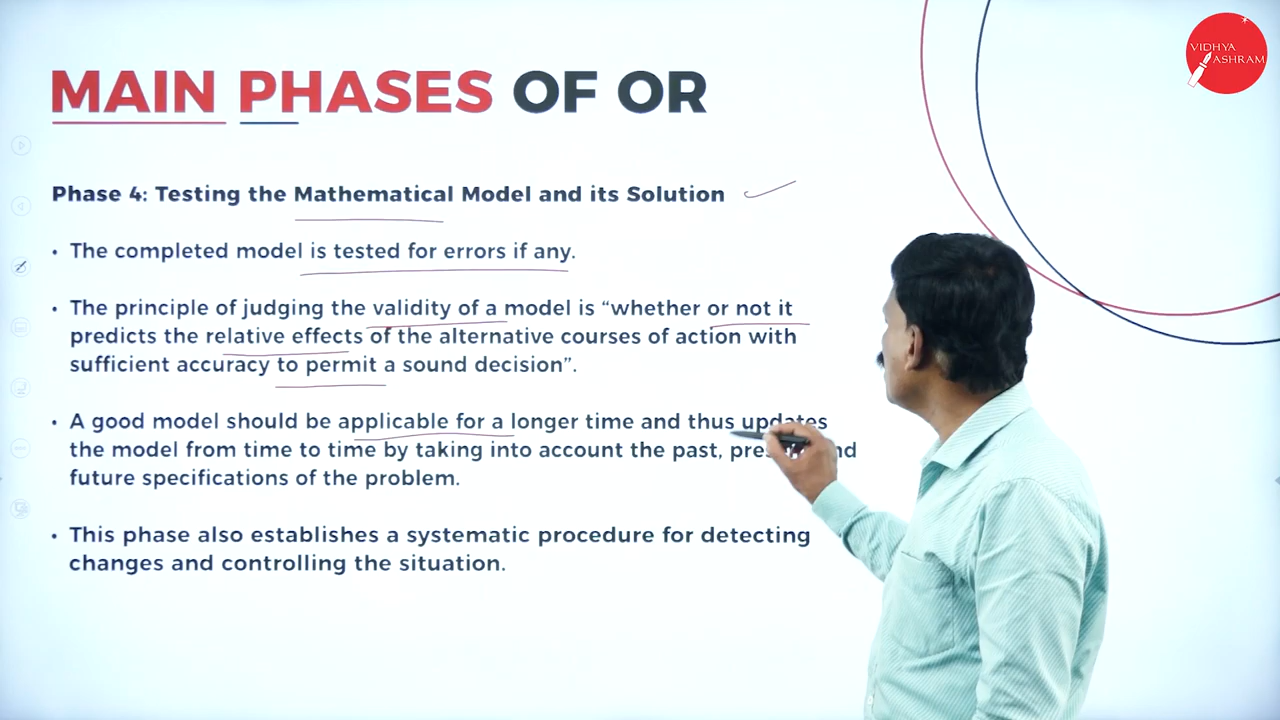 VIDHYA
ASHRAM
MAIN PHASES OF OR
Phase 4: Testing the Mathematical Model and its Solution
• The completed model is tested for errors if any.
• The principle of judging the validity of a model is “whether or not it
predicts the relative effects of the alternative courses of action with
sufficient accuracy to permit a sound decision”.
• A good model should be applicable for a longer time and thus updates
the model from time to time by taking into account the past,
future specifications of the problem.
• This phase also establishes a systematic procedure for detecting
changes and controlling the situation.